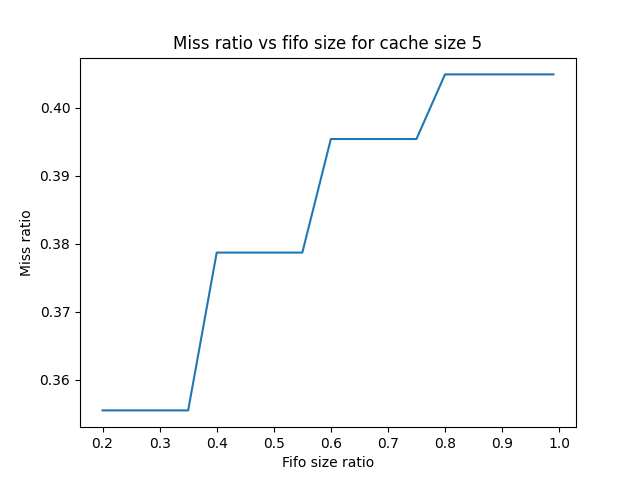 Miss ratio vs fifo size for cache size 5
0.40
0.39
0.38
0.37
0.36
Miss ratio
0.2 0.3 0.4 0.5 0.6 0.7 0.8 0.9 1.0
Fifo size ratio